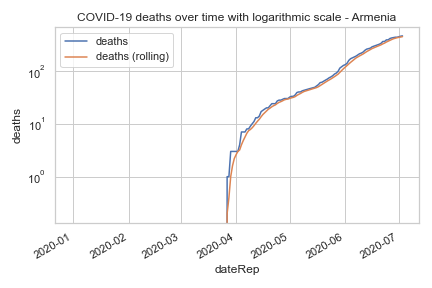 COVID-19 deaths over time with logarithmic scale - Armenia
deaths
deaths (rolling)
10²
10¹
10⁰
deaths
2020-01
2020-02
2020-03
2020-04
2020-05
2020-06
2020-07
dateRep